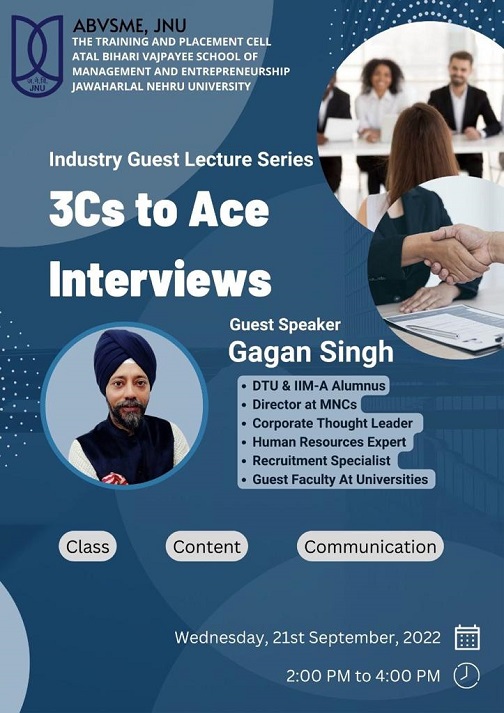 ABVSME, JNU
THE TRAINING AND PLACEMENT CELL
ATAL BIHARI VAJPAYEE SCHOOL OF
MANAGEMENT AND ENTREPRENEURSHIP
JAWAHARLAL NEHRU UNIVERSITY
JNU
Industry Guest Lecture Series
3Cs to Ace
Interviews
Guest Speaker
Gagan Singh
• DTU & IIM-A Alumnus
• Director at MNCs
• Corporate Thought Leader
• Human Resources Expert
• Recruitment Specialist
• Guest Faculty At Universities
Class
Content
Communication
Wednesday, 21st September, 2022
2:00 PM to 4:00 PM